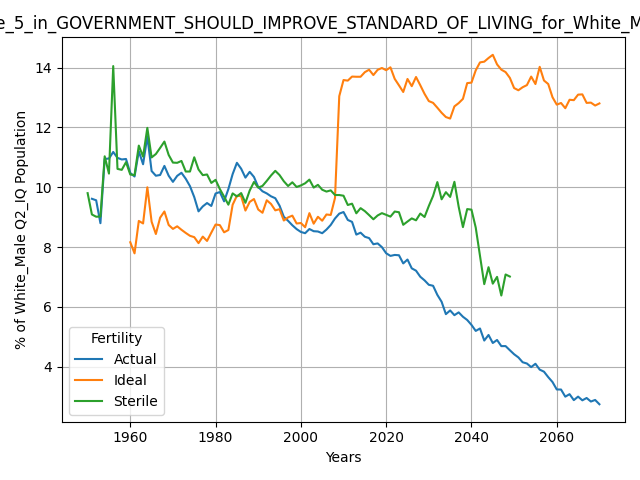 e_5_in_GOVERNMENT_SHOULD_IMPROVE_STANDARD_OF_LIVING_for_White_M
% of White_Male Q2_IQ Population
14
12
10
8
6
4
Fertility
Actual
Ideal
Sterile
1960 1980 2000 2020 2040 2060
Years